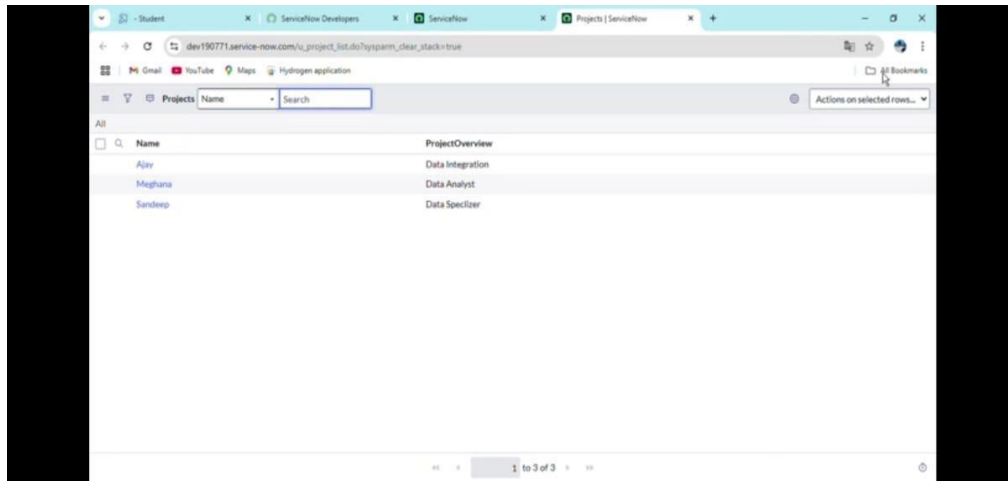 - Student ServiceNow Developers ServiceNow Projects | ServiceNow
dev190771.service-now.com/u_project_list.do?sysparm_clear_stack=true
Gmail YouTube Maps Hydrogen application All Bookmarks
Projects Name Search Actions on selected rows...
All
Name ProjectOverview
Ajay Data Integration
Meghana Data Analyst
Sandeep Data Speclizer
1 to 3 of 3